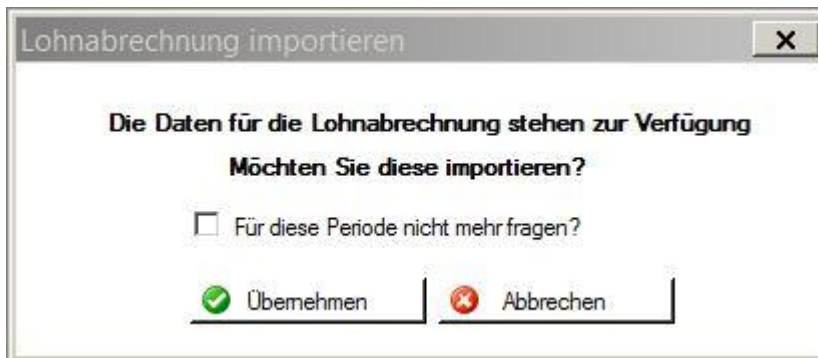 Lohnabrechnung importieren
Die Daten für die Lohnabrechnung stehen zur Verfügung
Möchten Sie diese importieren?
Für diese Periode nicht mehr fragen?
Übernehmen Abbrechen